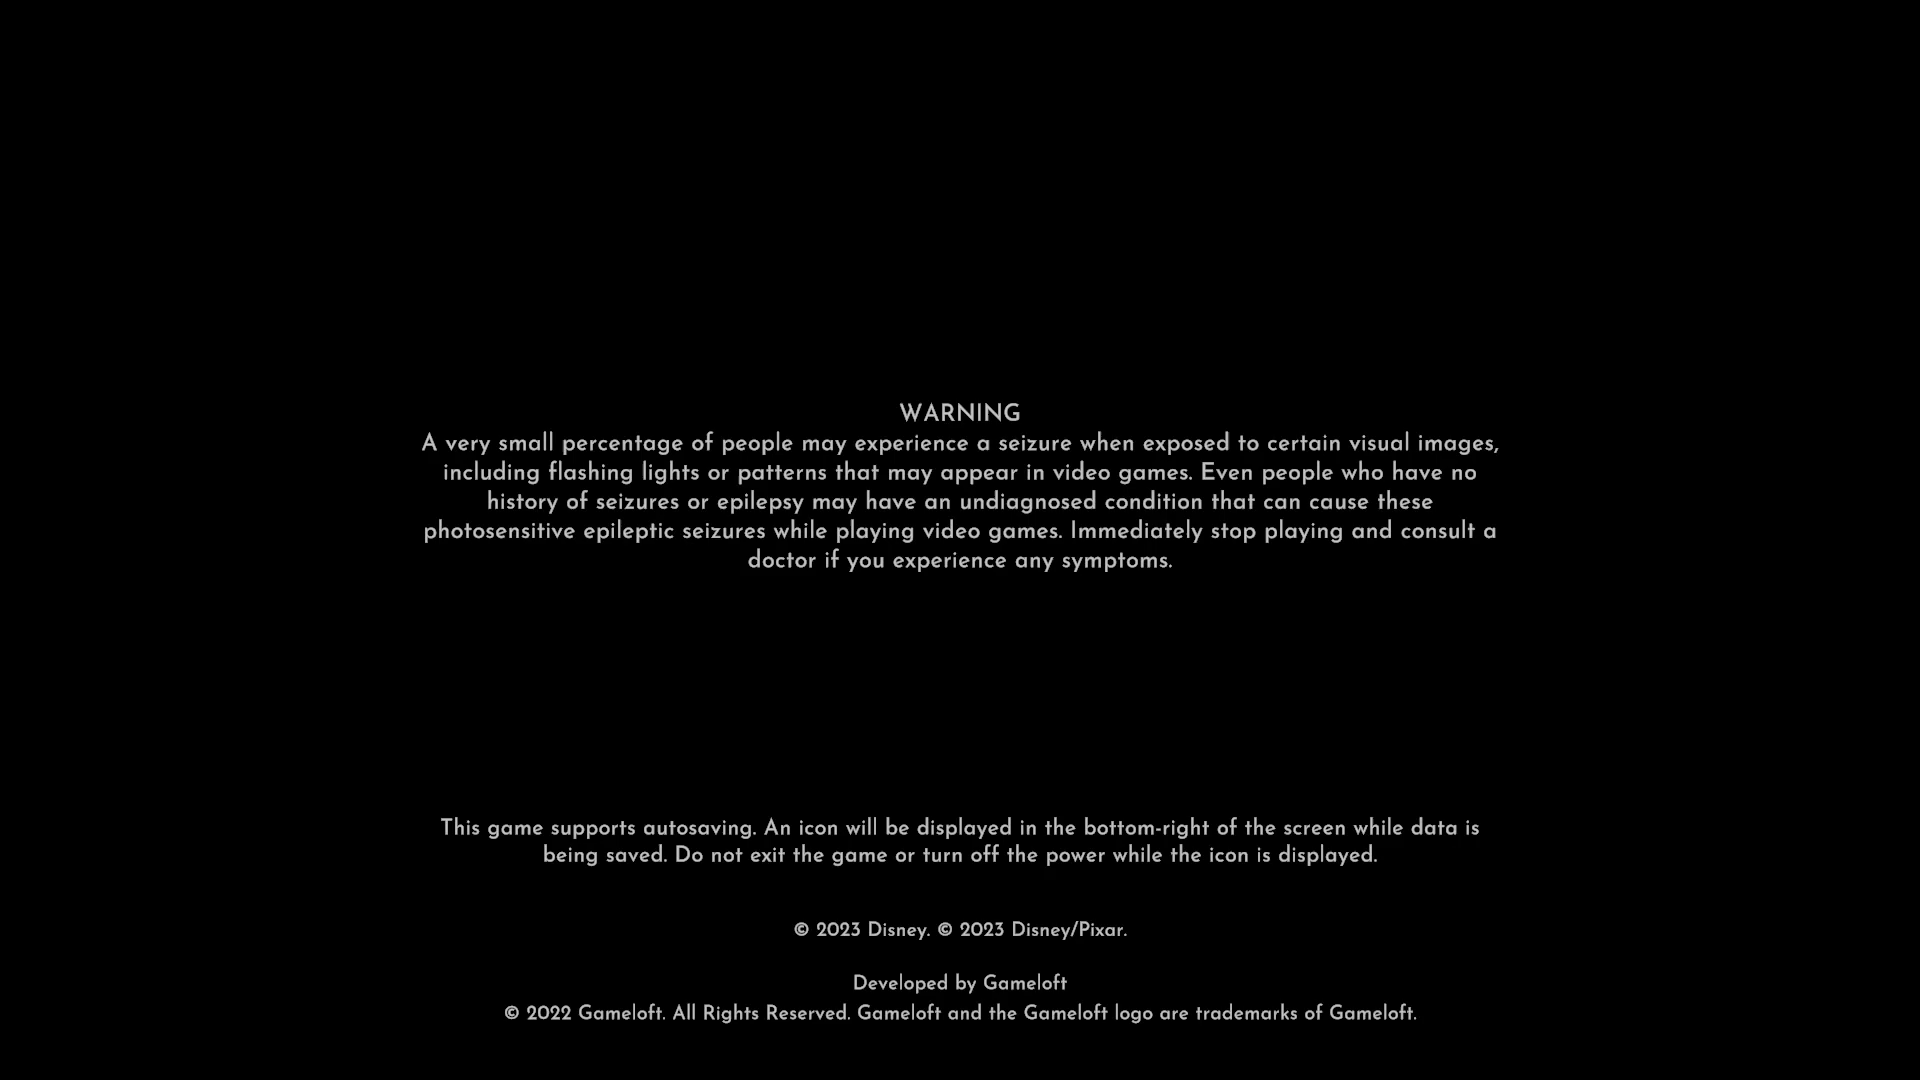 WARNING
A very small percentage of people may experience a seizure when exposed to certain visual images,
including flashing lights or patterns that may appear in video games. Even people who have no
history of seizures or epilepsy may have an undiagnosed condition that can cause these
photosensitive epileptic seizures while playing video games. Immediately stop playing and consult a
doctor if you experience any symptoms.
This game supports autosaving. An icon will be displayed in the bottom-right of the screen while data is
being saved. Do not exit the game or turn off the power while the icon is displayed.
© 2023 Disney. © 2023 Disney/Pixar.
Developed by Gameloft
© 2022 Gameloft. All Rights Reserved. Gameloft and the Gameloft logo are trademarks of Gameloft.